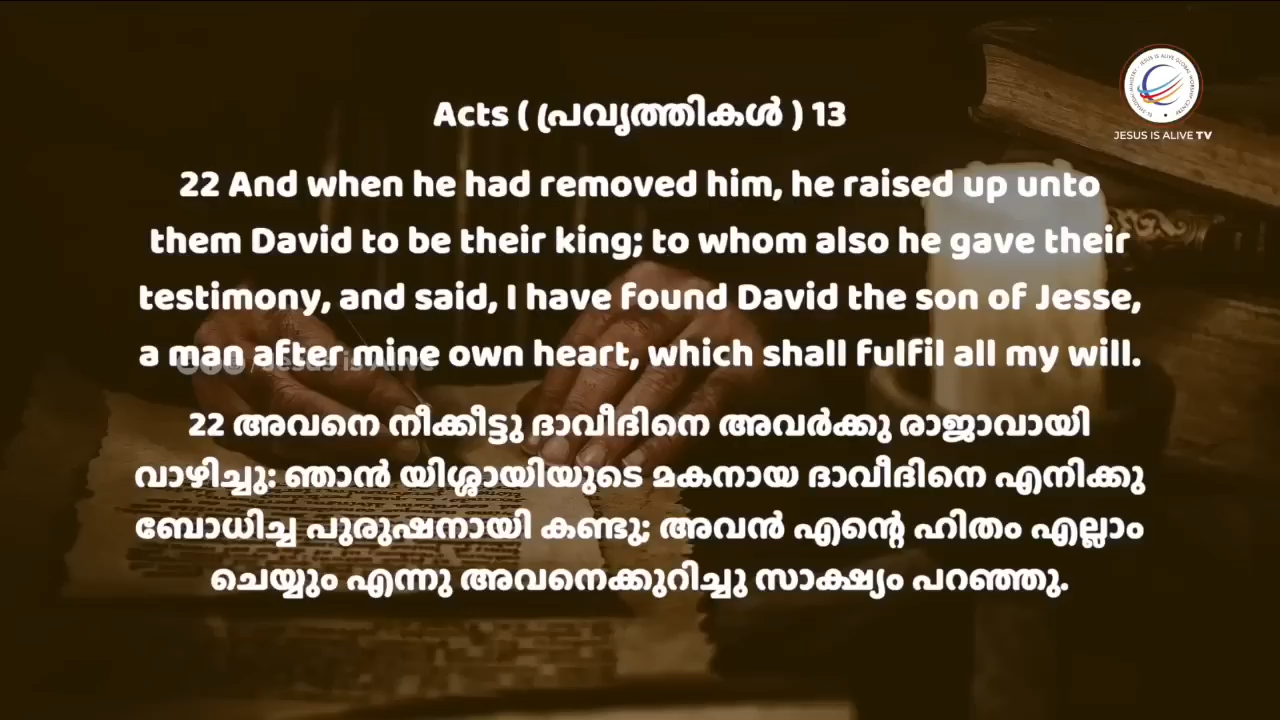 Acts ( പ്രവൃത്തികൾ ) 13
22 And when he had removed him, he raised up unto
them David to be their king; to whom also he gave their
testimony, and said, I have found David the son of Jesse,
a man after mine own heart, which shall fulfil all my will.
/ Jesus is Alive
22 അവനെ നീക്കീട്ടു ദാവീദിനെ അവർക്കു രാജാവായി
വാഴിച്ചു: ഞാൻ യിശ്ശായിയുടെ മകനായ ദാവീദിനെ എനിക്കു
ബോധിച്ച പുരുഷനായി കണ്ടു; അവൻ എന്റെ ഹിതം എല്ലാം
ചെയ്യും എന്നു അവനെക്കുറിച്ചു സാക്ഷ്യം പറഞ്ഞു.
JESUS IS ALIVE TV